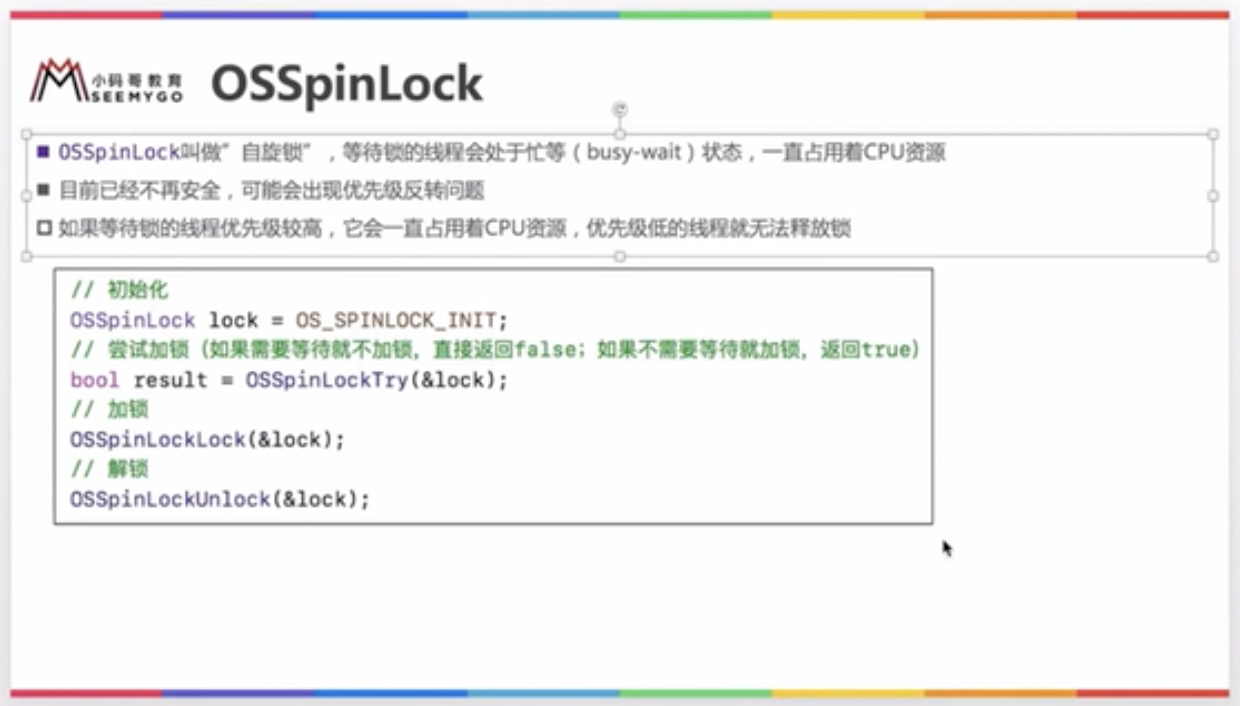 小码哥教育
SEEMYGO
OSSpinLock
■ OSSpinLock叫做”自旋锁”，等待锁的线程会处于忙等（busy-wait）状态，一直占用着CPU资源
■ 目前已经不再安全，可能会出现优先级反转问题
□ 如果等待锁的线程优先级较高，它会一直占用着CPU资源，优先级低的线程就无法释放锁
// 初始化
OSSpinLock lock = OS_SPINLOCK_INIT;
// 尝试加锁（如果需要等待就不加锁，直接返回false；如果不需要等待就加锁，返回true）
bool result = OSSpinLockTry(&lock);
// 加锁
OSSpinLockLock(&lock);
// 解锁
OSSpinLockUnlock(&lock);